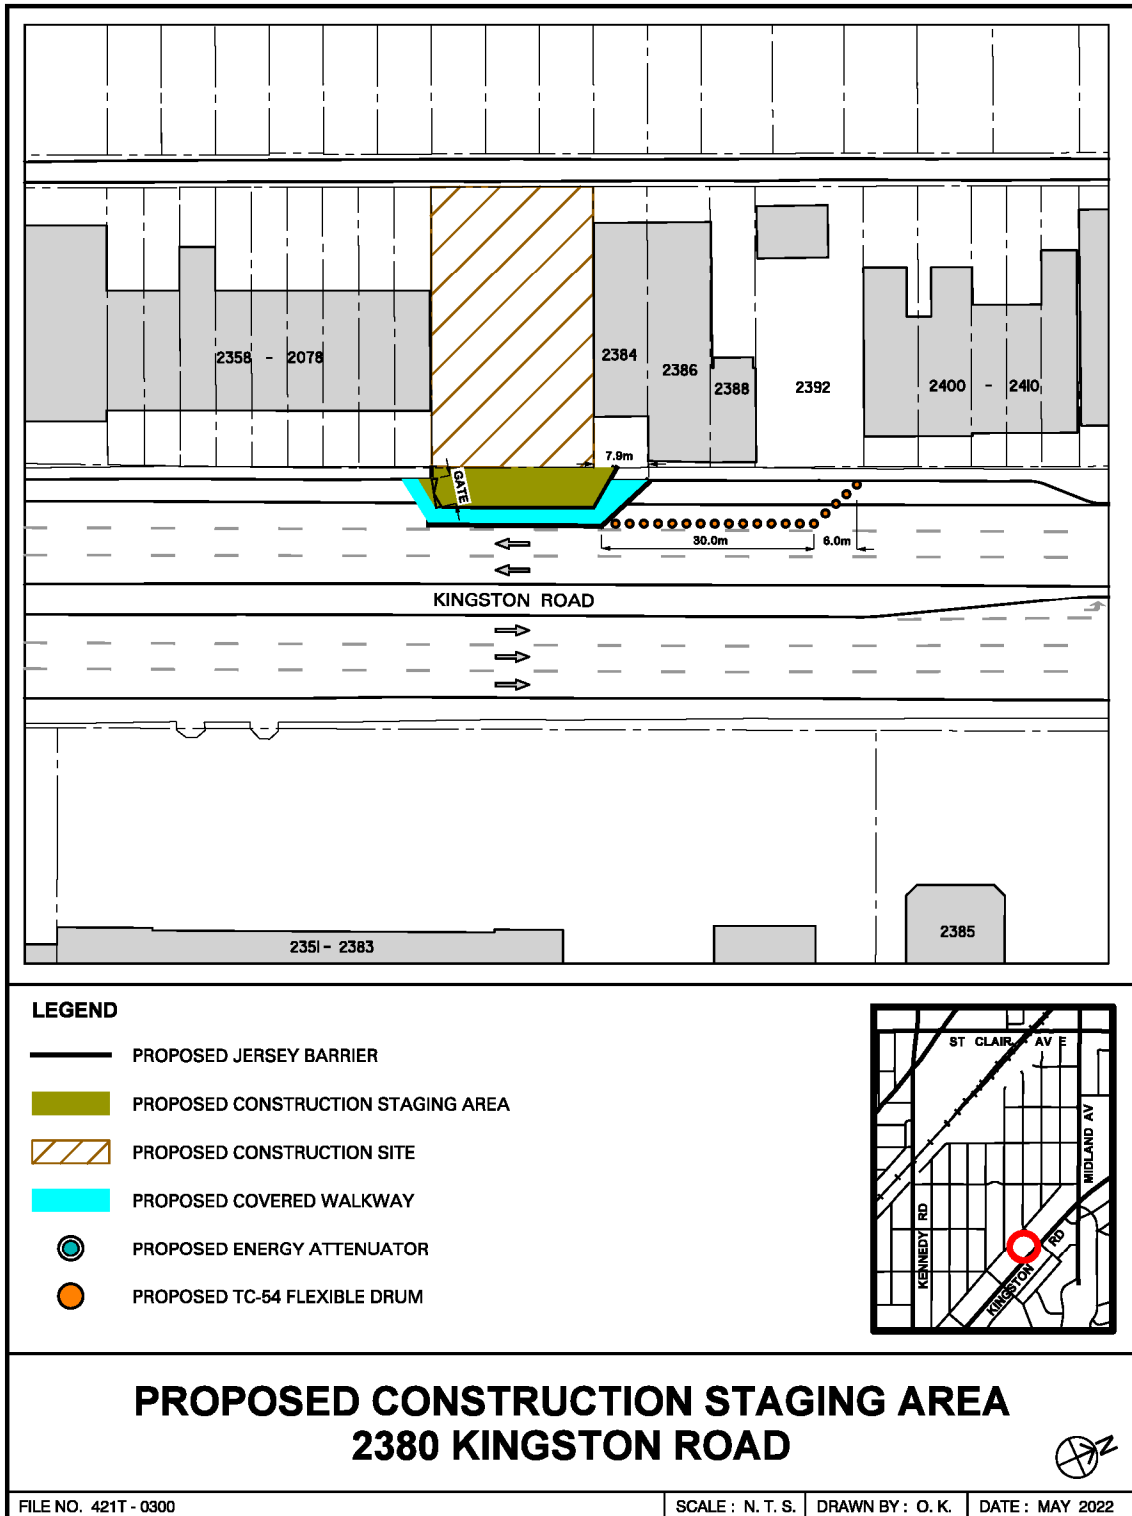 2358 - 2078
2384
2386
2388
2392
2400 - 2410
7.9m
GATE
30.0m
6.0m
KINGSTON ROAD
2351 - 2383
2385
LEGEND
PROPOSED JERSEY BARRIER
PROPOSED CONSTRUCTION STAGING AREA
PROPOSED CONSTRUCTION SITE
PROPOSED COVERED WALKWAY
PROPOSED ENERGY ATTENUATOR
PROPOSED TC-54 FLEXIBLE DRUM
ST CLAIR AV E
MIDLAND AV
KENNEDY RD
KINGSTON RD
PROPOSED CONSTRUCTION STAGING AREA
2380 KINGSTON ROAD
N
FILE NO. 421T - 0300
SCALE : N. T. S.
DRAWN BY : O. K.
DATE : MAY 2022